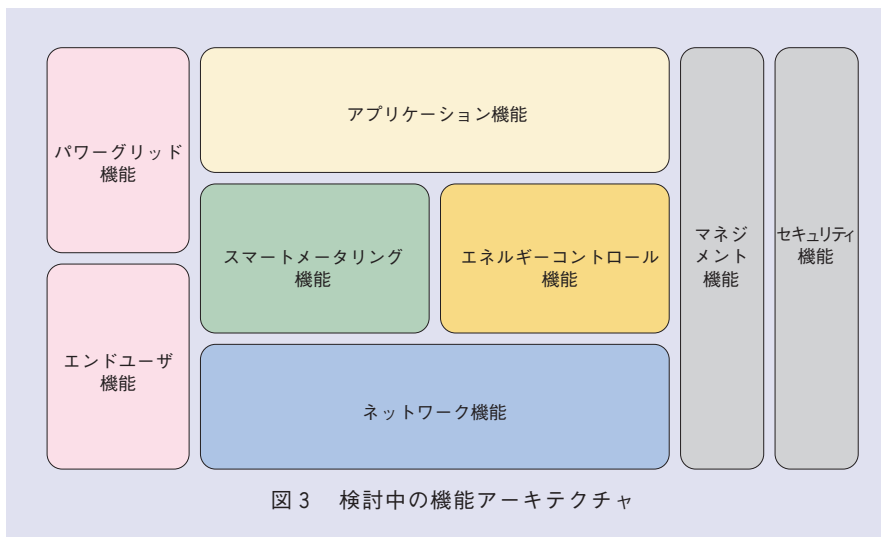 パワーグリッド
機能
エンドユーザ
機能
アプリケーション機能
スマートメータリング
機能
エネルギーコントロール
機能
ネットワーク機能
マネジ
メント
機能
セキュリティ
機能
図3 検討中の機能アーキテクチャ